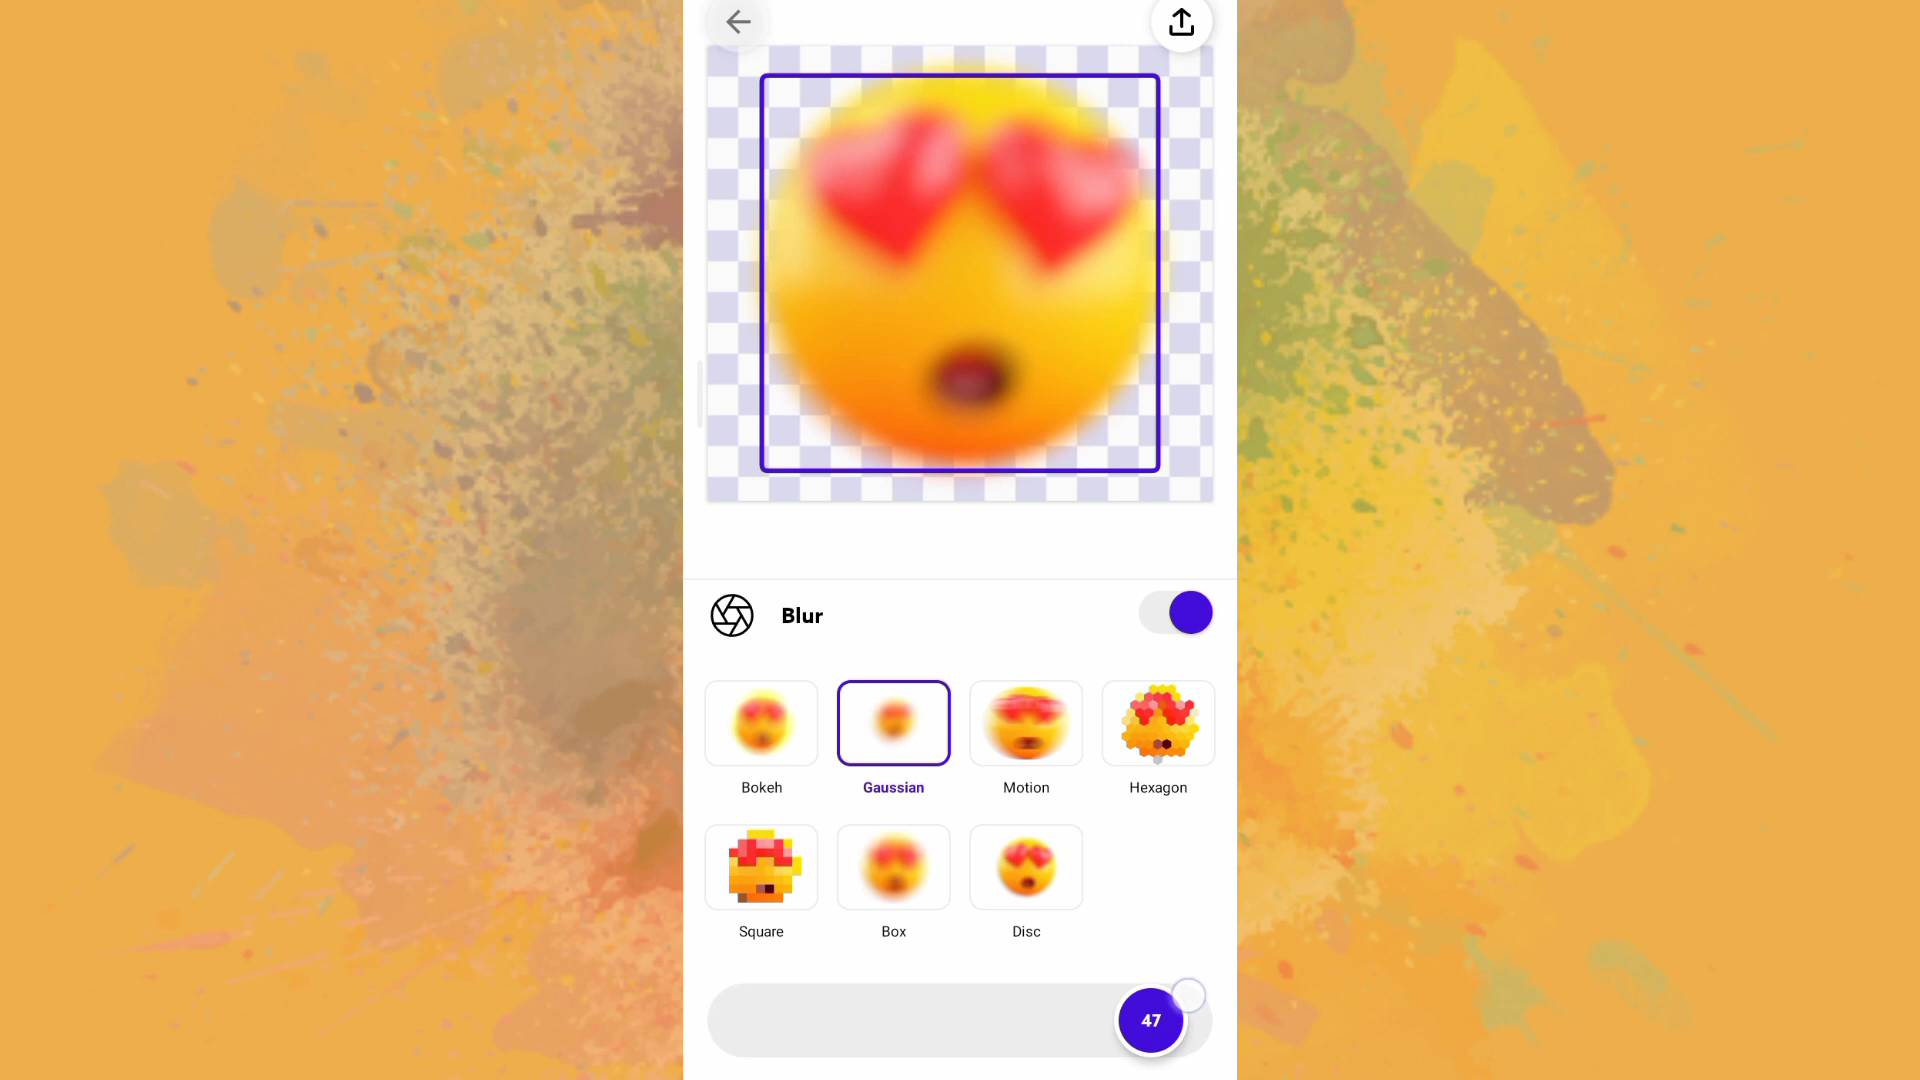 Blur
Bokeh
Gaussian
Motion
Hexagon
Square
Box
Disc
47